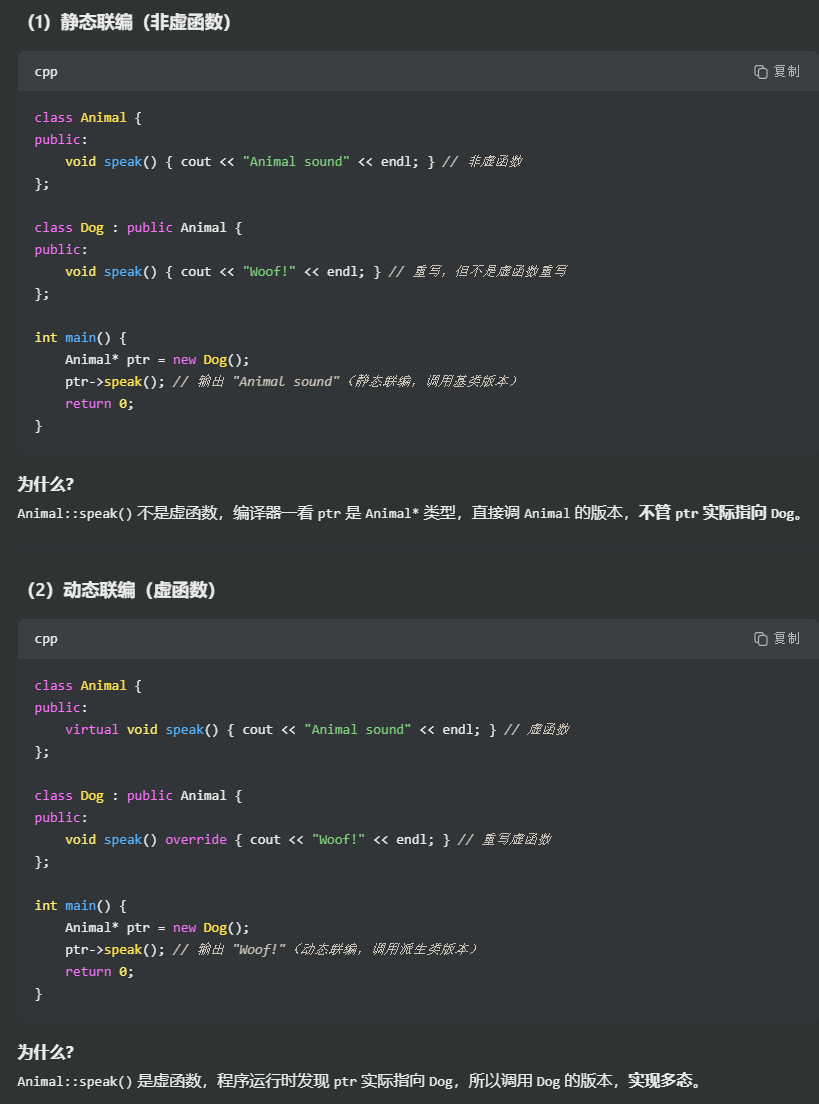 （1）静态联编（非虚函数）
cpp
复制
class Animal {
public:
    void speak() { cout << "Animal sound" << endl; } // 非虚函数
};
class Dog : public Animal {
public:
    void speak() { cout << "Woof!" << endl; } // 重写，但不是虚函数重写
};
int main() {
    Animal* ptr = new Dog();
    ptr->speak(); // 输出 "Animal sound"（静态联编，调用基类版本）
    return 0;
}
为什么?
Animal::speak() 不是虚函数，编译器一看 ptr 是 Animal* 类型，直接调 Animal 的版本，不管 ptr 实际指向 Dog。
（2）动态联编（虚函数）
cpp
复制
class Animal {
public:
    virtual void speak() { cout << "Animal sound" << endl; } // 虚函数
};
class Dog : public Animal {
public:
    void speak() override { cout << "Woof!" << endl; } // 重写虚函数
};
int main() {
    Animal* ptr = new Dog();
    ptr->speak(); // 输出 "Woof!"（动态联编，调用派生类版本）
    return 0;
}
为什么?
Animal::speak() 是虚函数，程序运行时发现 ptr 实际指向 Dog，所以调用 Dog 的版本，实现多态。